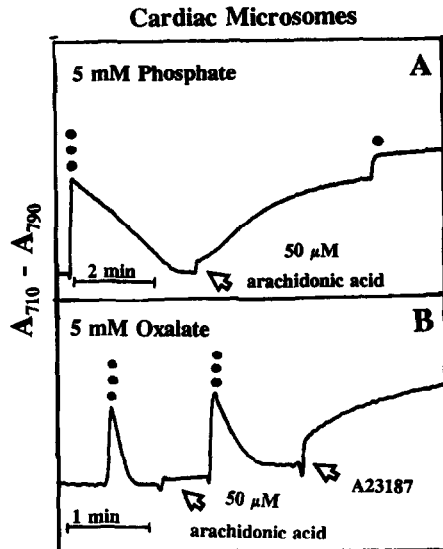 Cardiac Microsomes
5 mM Phosphate
A
2 min
50 μM
arachidonic acid
A₇₁₀ - A₇₉₀
5 mM Oxalate
B
A23187
50 μM
1 min
arachidonic acid